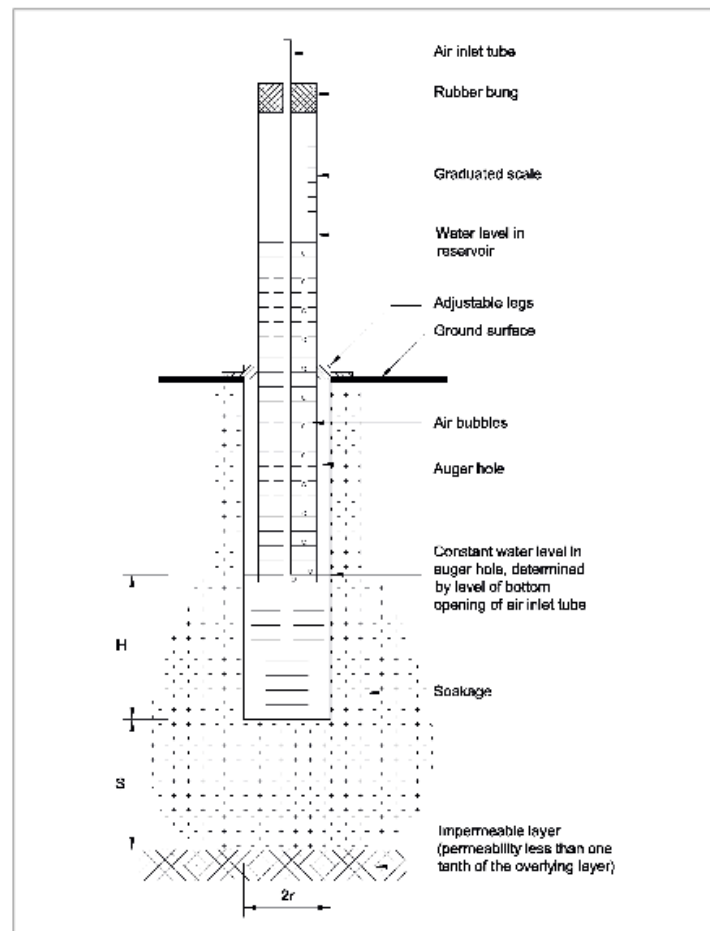 Air inlet tube
Rubber bung
Graduated scale
Water level in
reservoir
Adjustable legs
Ground surface
Air bubbles
Auger hole
Constant water level in
auger hole, determined
by level of bottom
opening of air inlet tube
H
Soakage
S
Impermeable layer
(permeability less than one
tenth of the overlying layer)
2r